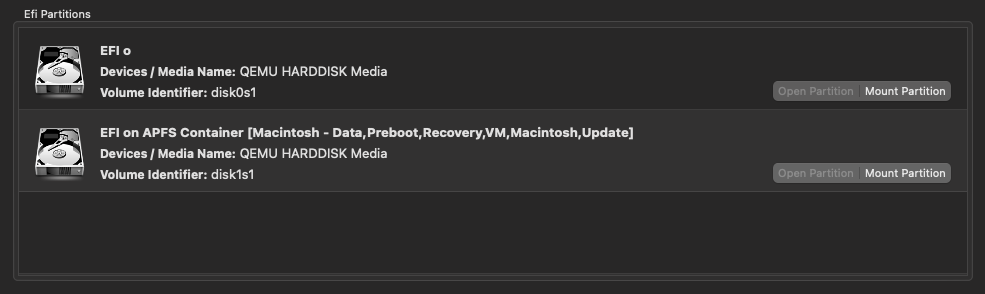 Efi Partitions
EFI o
Devices / Media Name: QEMU HARDDISK Media
Volume Identifier: disk0s1
Open Partition Mount Partition
EFI on APFS Container [Macintosh - Data,Preboot,Recovery,VM,Macintosh,Update]
Devices / Media Name: QEMU HARDDISK Media
Volume Identifier: disk1s1
Open Partition Mount Partition